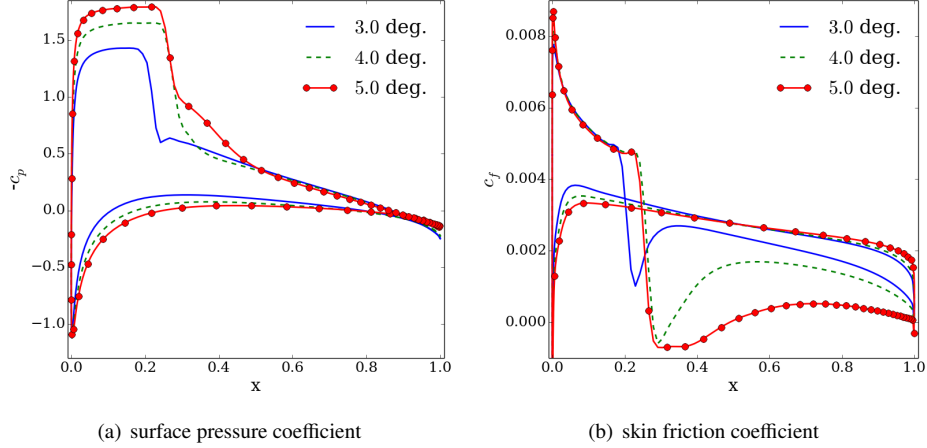 3.0 deg.
4.0 deg.
5.0 deg.
1.5
1.0
0.5
0.0
−0.5
−1.0
-c_p
0.0 0.2 0.4 0.6 0.8 1.0
x
(a) surface pressure coefficient
3.0 deg.
4.0 deg.
5.0 deg.
0.008
0.006
0.004
0.002
0.000
c_f
0.0 0.2 0.4 0.6 0.8 1.0
x
(b) skin friction coefficient